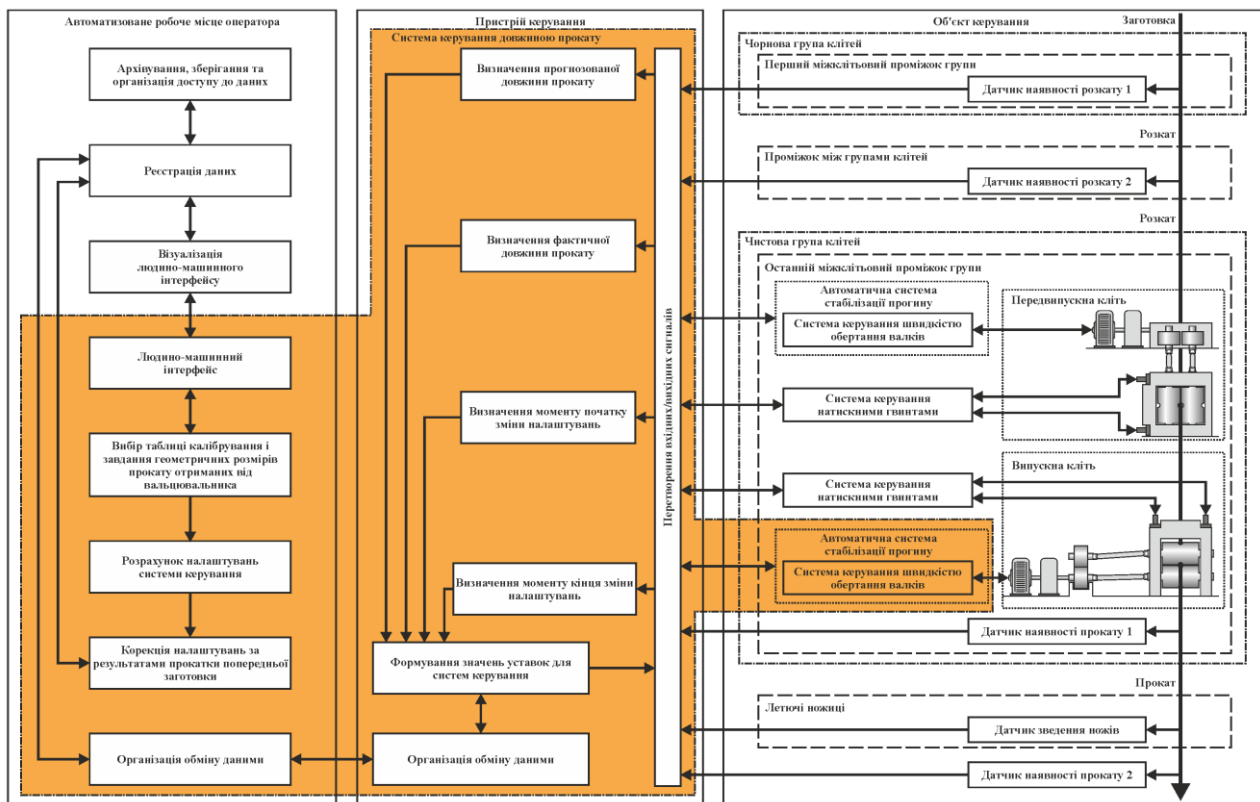 Автоматизоване робоче місце оператора
Архівування, зберігання та
організація доступу до даних
Реєстрація даних
Візуалізація
людино-машинного
інтерфейсу
Людино-машинний
інтерфейс
Вибір таблиці калібрування і
завдання геометричних розмірів
прокату отриманих від
вальцювальника
Розрахунок налаштувань
системи керування
Корекція налаштувань за
результатами прокатки попередньої
заготовки
Організація обміну даними
Пристрій керування
Система керування довжиною прокату
Визначення прогнозованої
довжини прокату
Визначення фактичної
довжини прокату
Визначення моменту початку
зміни налаштувань
Визначення моменту кінця зміни
налаштувань
Формування значень уставок для
систем керування
Організація обміну даними
Перетворення вхідних/вихідних сигналів
Об'єкт керування
Заготовка
Чорнова група клітей
Перший міжклітьовий проміжок групи
Датчик наявності розкату 1
Розкат
Проміжок між групами клітей
Датчик наявності розкату 2
Розкат
Чистова група клітей
Останній міжклітьовий проміжок групи
Автоматична система
стабілізації прогину
Система керування швидкістю
обертання валків
Передвипускна кліть
Система керування
натискними гвинтами
Випускна кліть
Система керування
натискними гвинтами
Автоматична система
стабілізації прогину
Система керування швидкістю
обертання валків
Датчик наявності прокату 1
Прокат
Летючі ножиці
Датчик зведення ножів
Датчик наявності прокату 2